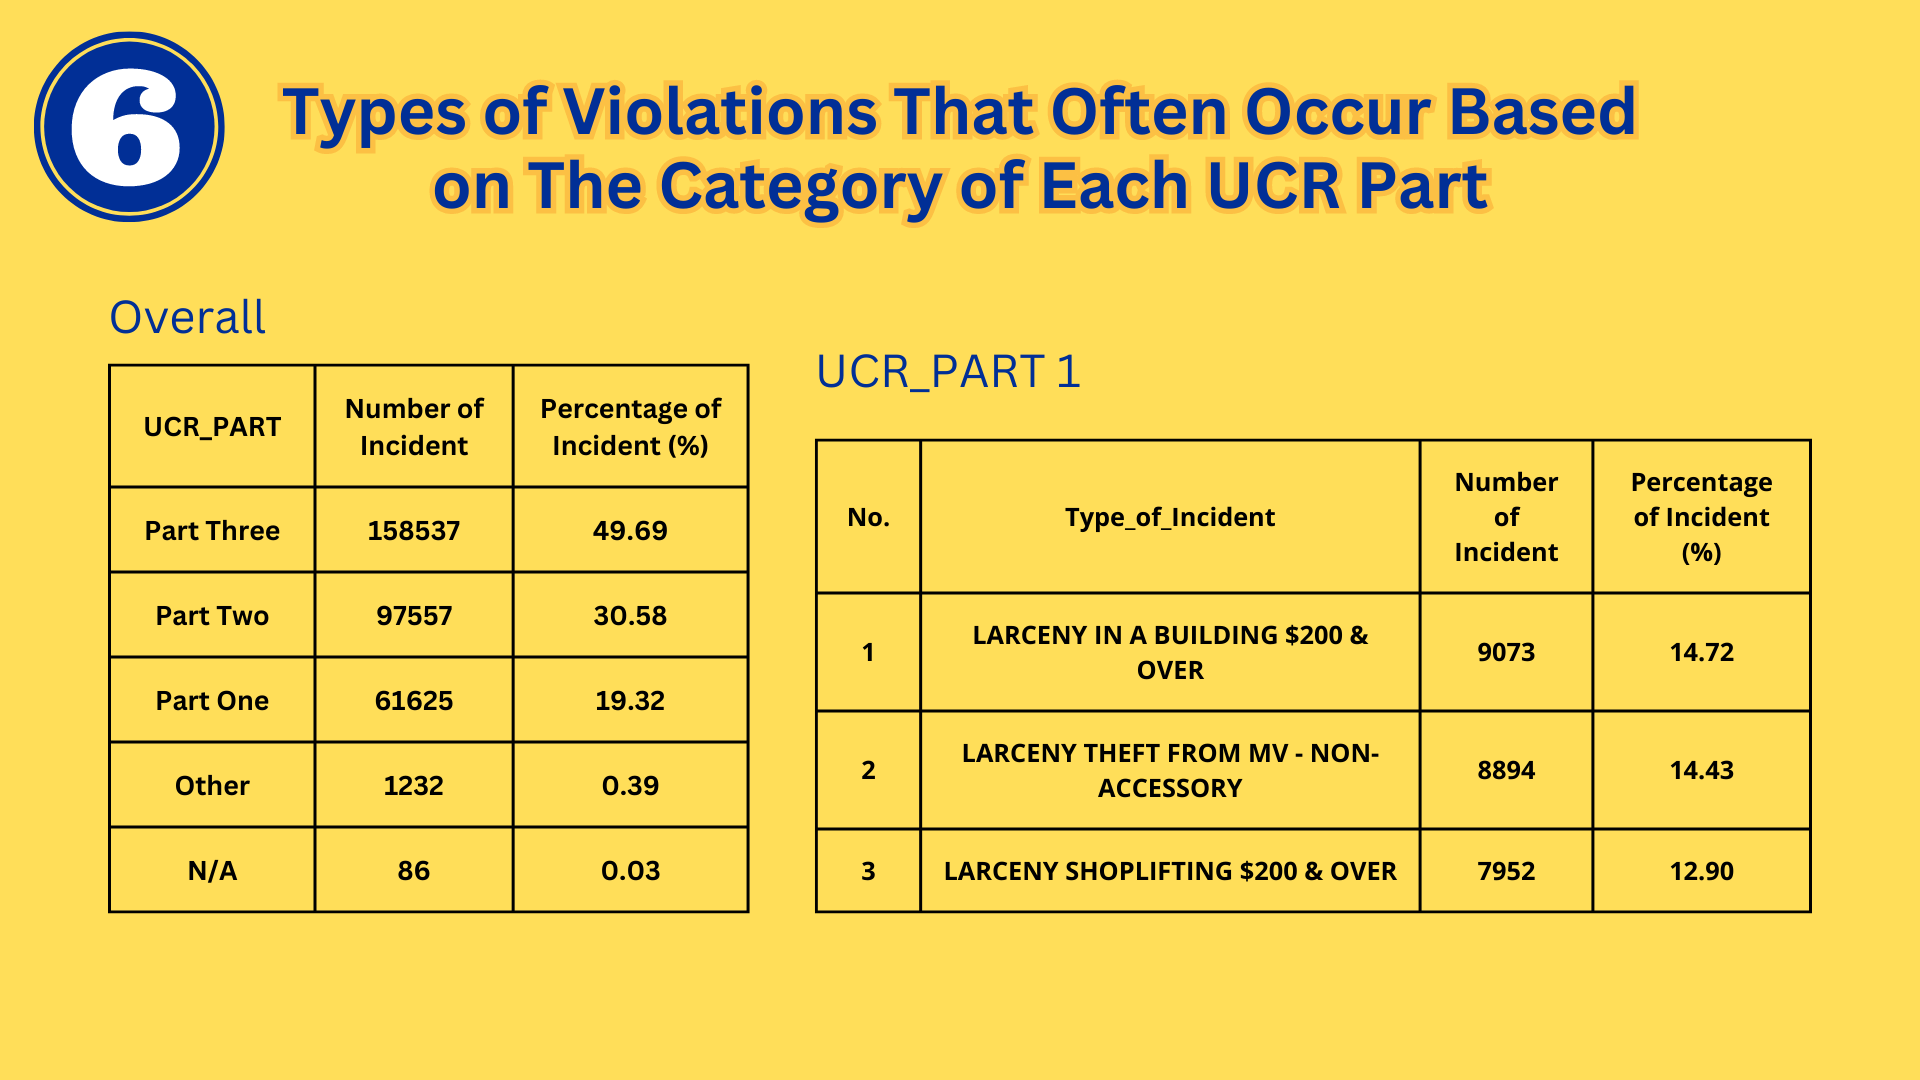 6
Types of Violations That Often Occur Based
on The Category of Each UCR Part
Overall
UCR_PART
Number of
Incident
Percentage of
Incident (%)
Part Three
158537
49.69
Part Two
97557
30.58
Part One
61625
19.32
Other
1232
0.39
N/A
86
0.03
UCR_PART 1
No.
Type_of_Incident
Number
of
Incident
Percentage
of Incident
(%)
1
LARCENY IN A BUILDING $200 &
OVER
9073
14.72
2
LARCENY THEFT FROM MV - NON-
ACCESSORY
8894
14.43
3
LARCENY SHOPLIFTING $200 & OVER
7952
12.90